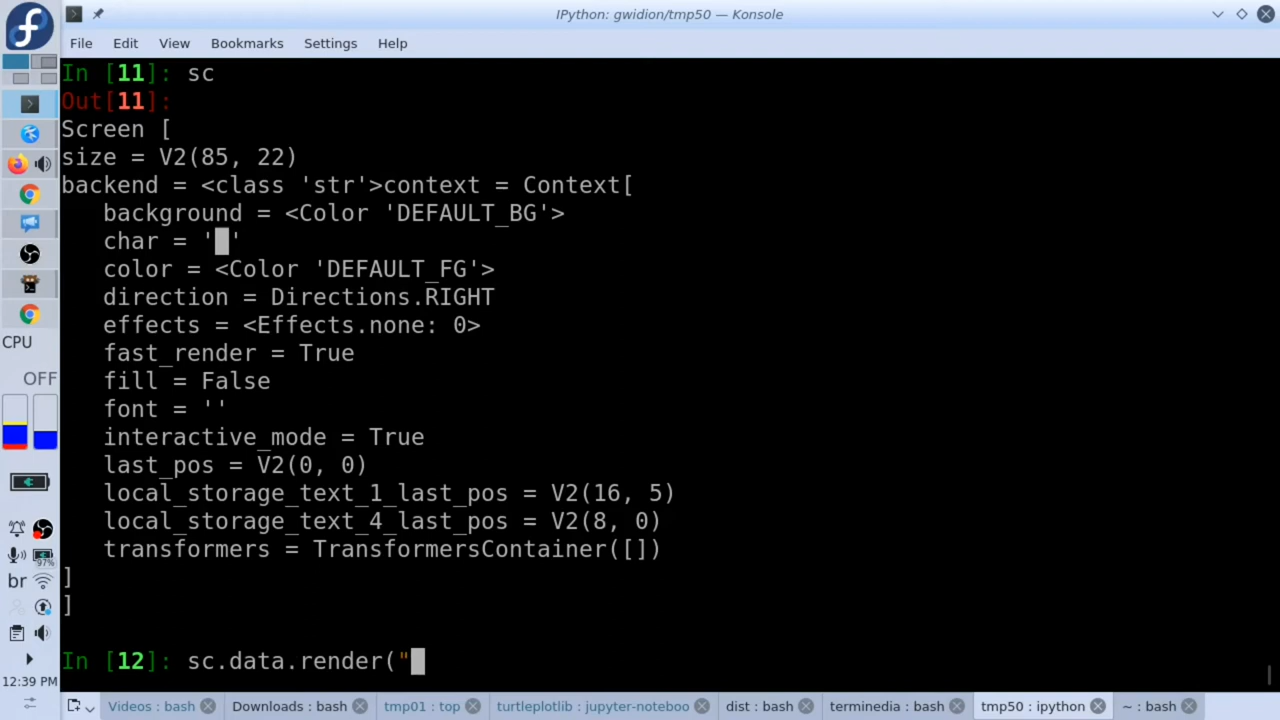 IPython: gwidion/tmp50 — Konsole
File Edit View Bookmarks Settings Help
In [11]: sc
Out[11]:
Screen [
size = V2(85, 22)
backend = <class 'str'>context = Context[
background = <Color 'DEFAULT_BG'>
char = '█'
color = <Color 'DEFAULT_FG'>
direction = Directions.RIGHT
effects = <Effects.none: 0>
fast_render = True
fill = False
font = ''
interactive_mode = True
last_pos = V2(0, 0)
local_storage_text_1_last_pos = V2(16, 5)
local_storage_text_4_last_pos = V2(8, 0)
transformers = TransformersContainer([])
]
]
In [12]: sc.data.render("
CPU
OFF
97%
br
12:39 PM
Videos : bash
Downloads : bash
tmp01 : top
turtleplotlib : jupyter-noteboo
dist : bash
terminedia : bash
tmp50 : ipython
~ : bash